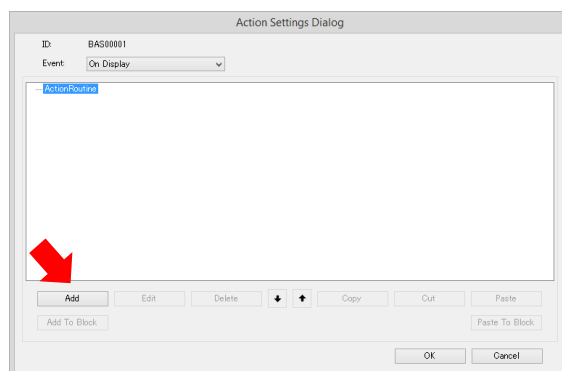 Action Settings Dialog
ID: BAS00001
Event: On Display
ActionRoutine
Add Edit Delete Copy Cut Paste
Add To Block Paste To Block
OK Cancel